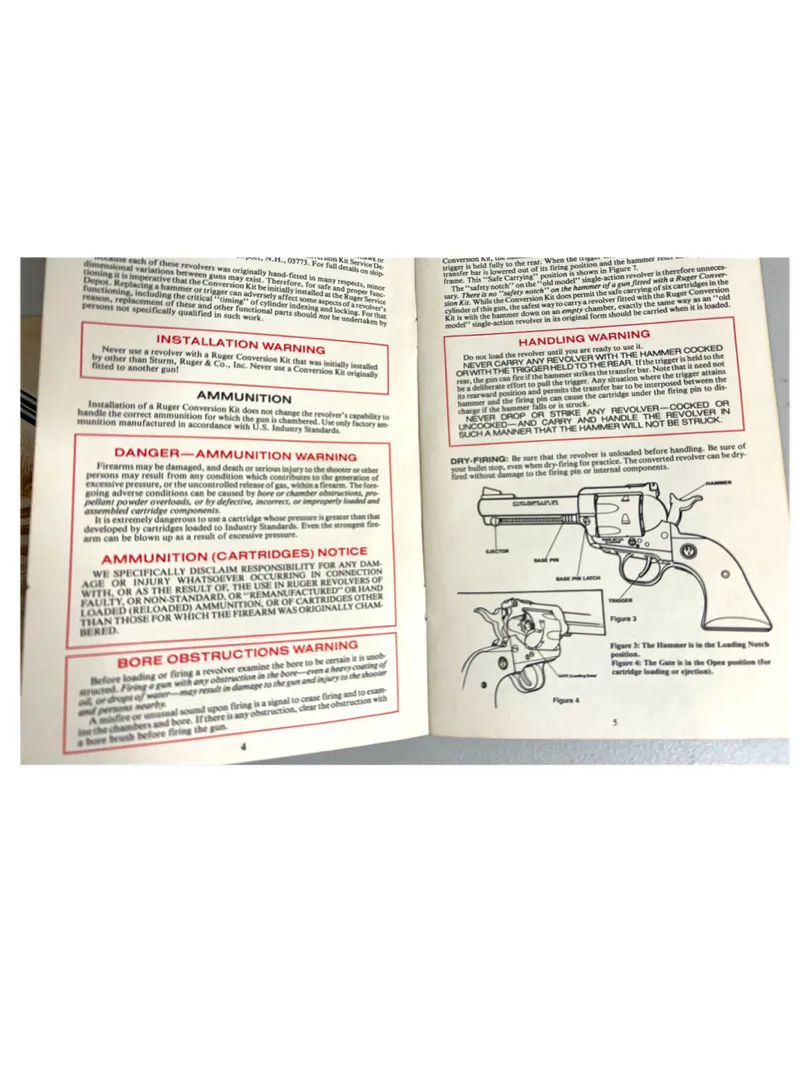 Newport, N.H., 03773. For full details on ship-
because each of these revolvers was originally hand-fitted in many respects, minor
dimensional variations between guns may exist. Therefore, for safe and proper func-
tioning it is imperative that the Conversion Kit be initially installed at the Ruger Service
Depot. Replacing a hammer or trigger can adversely affect some aspects of a revolver's
functioning, including the critical "timing" of cylinder indexing and locking. For that
reason, replacement of these and other functional parts should not be undertaken by
persons not specifically qualified in such work.
INSTALLATION WARNING
Never use a revolver with a Ruger Conversion Kit that was initially installed
by other than Sturm, Ruger & Co., Inc. Never use a Conversion Kit originally
fitted to another gun!
AMMUNITION
Installation of a Ruger Conversion Kit does not change the revolver's capability to
handle the correct ammunition for which the gun is chambered. Use only factory am-
munition manufactured in accordance with U.S. Industry Standards.
DANGER—AMMUNITION WARNING
Firearms may be damaged, and death or serious injury to the shooter or other
persons may result from any condition which contributes to the generation of
excessive pressure, or the uncontrolled release of gas, within a firearm. The fore-
going adverse conditions can be caused by bore or chamber obstructions, pro-
pellant powder overloads, or by defective, incorrect, or improperly loaded and
assembled cartridge components.
It is extremely dangerous to use a cartridge whose pressure is greater than that
developed by cartridges loaded to Industry Standards. Even the strongest fire-
arm can be blown up as a result of excessive pressure.
AMMUNITION (CARTRIDGES) NOTICE
WE SPECIFICALLY DISCLAIM RESPONSIBILITY FOR ANY DAM-
AGE OR INJURY WHATSOEVER OCCURRING IN CONNECTION
WITH, OR AS THE RESULT OF, THE USE IN RUGER REVOLVERS OF
FAULTY, OR NON-STANDARD, OR "REMANUFACTURED" OR HAND
LOADED (RELOADED) AMMUNITION, OR OF CARTRIDGES OTHER
THAN THOSE FOR WHICH THE FIREARM WAS ORIGINALLY CHAM-
BERED.
BORE OBSTRUCTIONS WARNING
Before loading or firing a revolver examine the bore to be certain it is unob-
structed. Firing a gun with any obstruction in the bore—even a heavy coating of
oil, or drops of water—may result in damage to the gun and injury to the shooter
and persons nearby.
A misfire or unusual sound upon firing is a signal to cease firing and to exam-
ine the chambers and bore. If there is any obstruction, clear the obstruction with
a bore brush before firing the gun.
4
Conversion Kit, the
trigger is held fully to the rear. When the trigger
transfer bar is lowered out of its firing position and the hammer rests
frame. This "Safe Carrying" position is shown in Figure 7.
The "safety notch" on the "old model" single-action revolver is therefore unneces-
sary. There is no "safety notch" on the hammer of a gun fitted with a Ruger Conver-
sion Kit. While the Conversion Kit does permit the safe carrying of six cartridges in the
cylinder of this gun, the safest way to carry a revolver fitted with the Ruger Conversion
Kit is with the hammer down on an empty chamber, exactly the same way as an "old
model" single-action revolver in its original form should be carried when it is loaded.
HANDLING WARNING
Do not load the revolver until you are ready to use it.
NEVER CARRY ANY REVOLVER WITH THE HAMMER COCKED
OR WITH THE TRIGGER HELD TO THE REAR. If the trigger is held to the
rear, the gun can fire if the hammer strikes the transfer bar. Note that it need not
be a deliberate effort to pull the trigger. Any situation where the trigger attains
its rearward position and permits the transfer bar to be interposed between the
hammer and the firing pin can cause the cartridge under the firing pin to dis-
charge if the hammer falls or is struck.
NEVER DROP OR STRIKE ANY REVOLVER—COCKED OR
UNCOCKED—AND CARRY AND HANDLE THE REVOLVER IN
SUCH A MANNER THAT THE HAMMER WILL NOT BE STRUCK.
DRY-FIRING: Be sure that the revolver is unloaded before handling. Be sure of
your bullet stop, even when dry-firing for practice. The converted revolver can be dry-
fired without damage to the firing pin or internal components.
HAMMER
EJECTOR
BASE PIN
BASE PIN LATCH
TRIGGER
Figure 3
GATE (Loading Gate)
Figure 4
Figure 3: The Hammer is in the Loading Notch
position.
Figure 4: The Gate is in the Open position (for
cartridge loading or ejection).
5